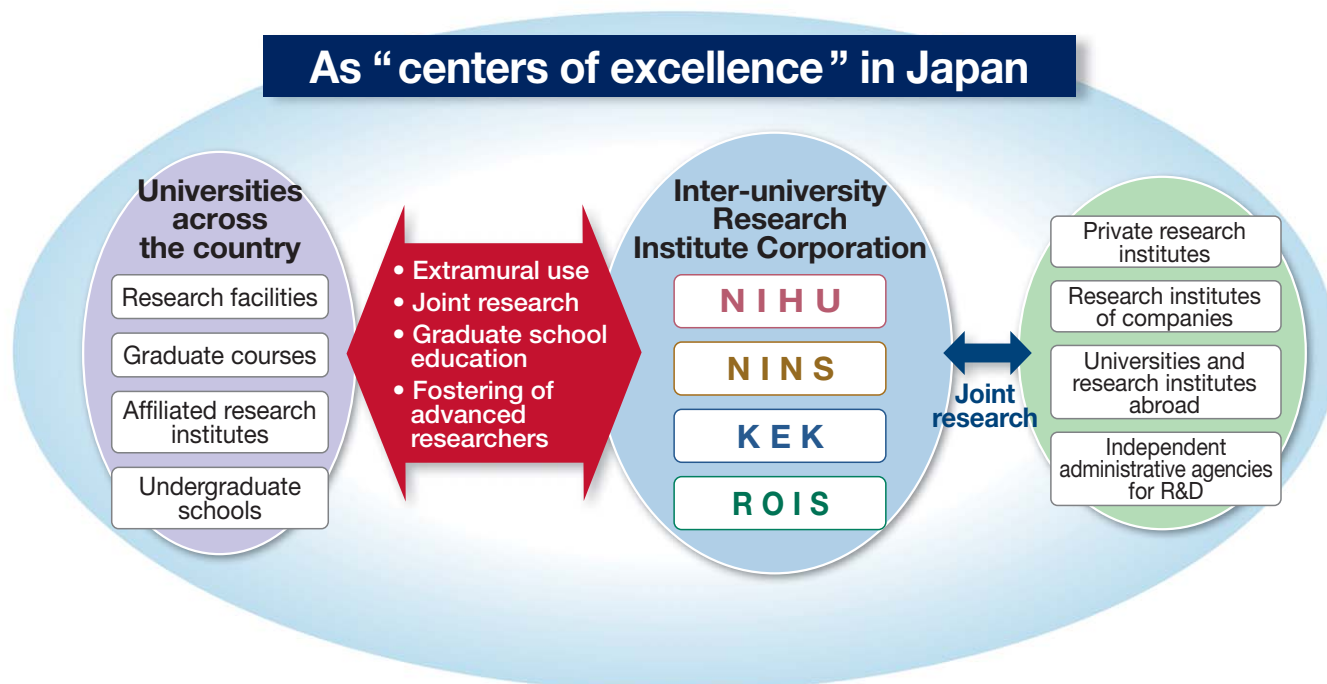 As “centers of excellence” in Japan
Universities
across
the country
Research facilities
Graduate courses
Affiliated research
institutes
Undergraduate
schools
• Extramural use
• Joint research
• Graduate school
education
• Fostering of
advanced
researchers
Inter-university
Research
Institute Corporation
NIHU
NINS
KEK
ROIS
Joint
research
Private research
institutes
Research institutes
of companies
Universities and
research institutes
abroad
Independent
administrative agencies
for R&D